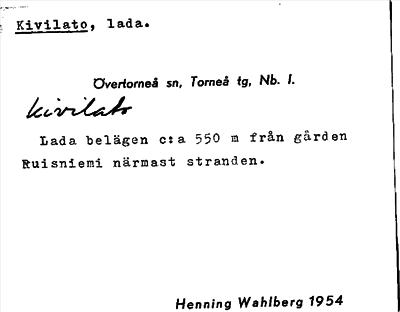 Kivilato, lada.
Övertorneå sn, Torneå tg, Nb. l.
kivilato
Lada belägen c:a 550 m från gården
Ruisniemi närmast stranden.
Henning Wahlberg 1954